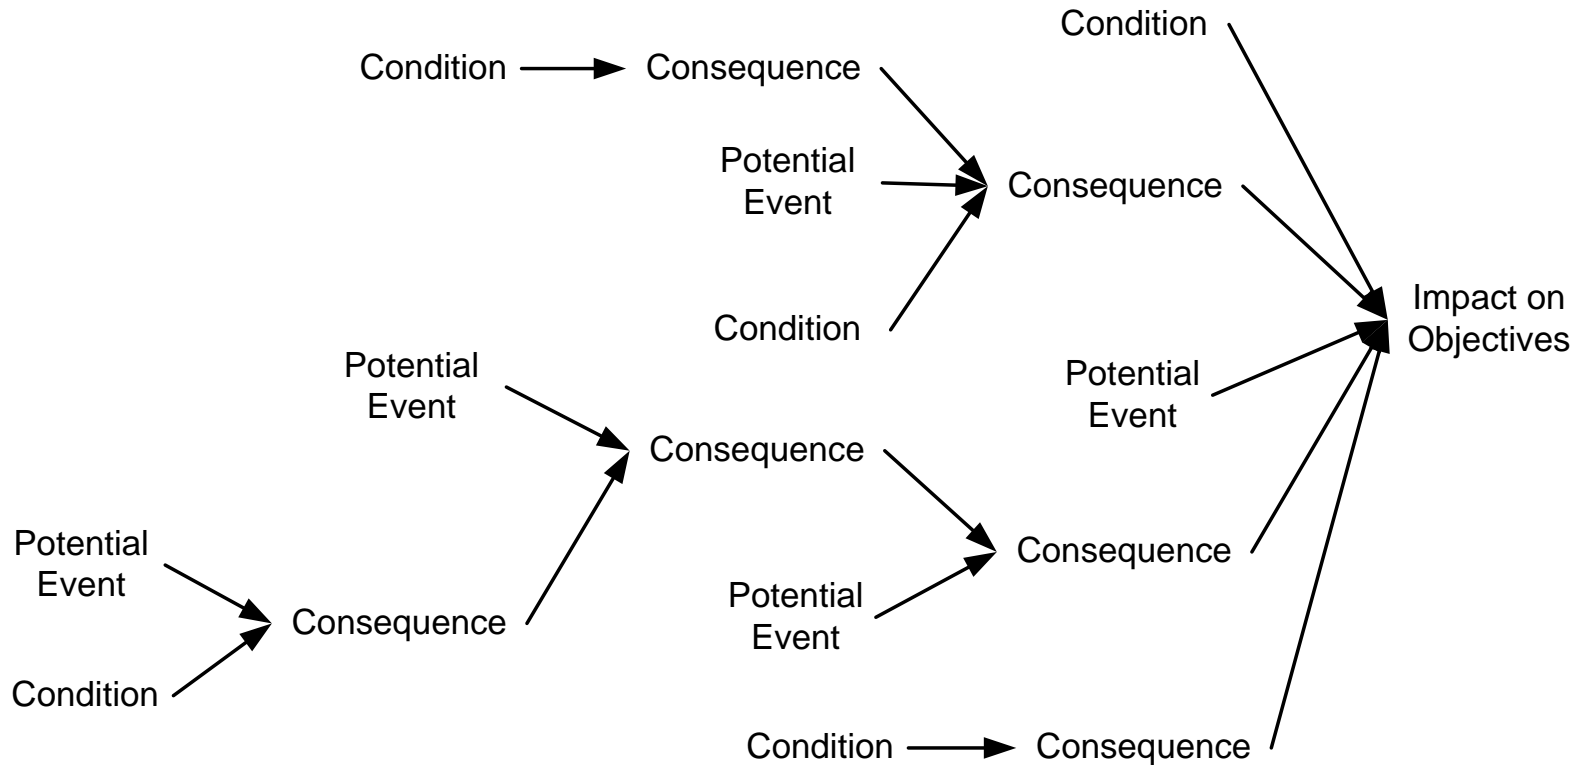 Condition
Condition
Consequence
Potential
Event
Consequence
Impact on
Objectives
Condition
Potential
Event
Potential
Event
Consequence
Potential
Event
Consequence
Potential
Event
Consequence
Condition
Condition
Consequence